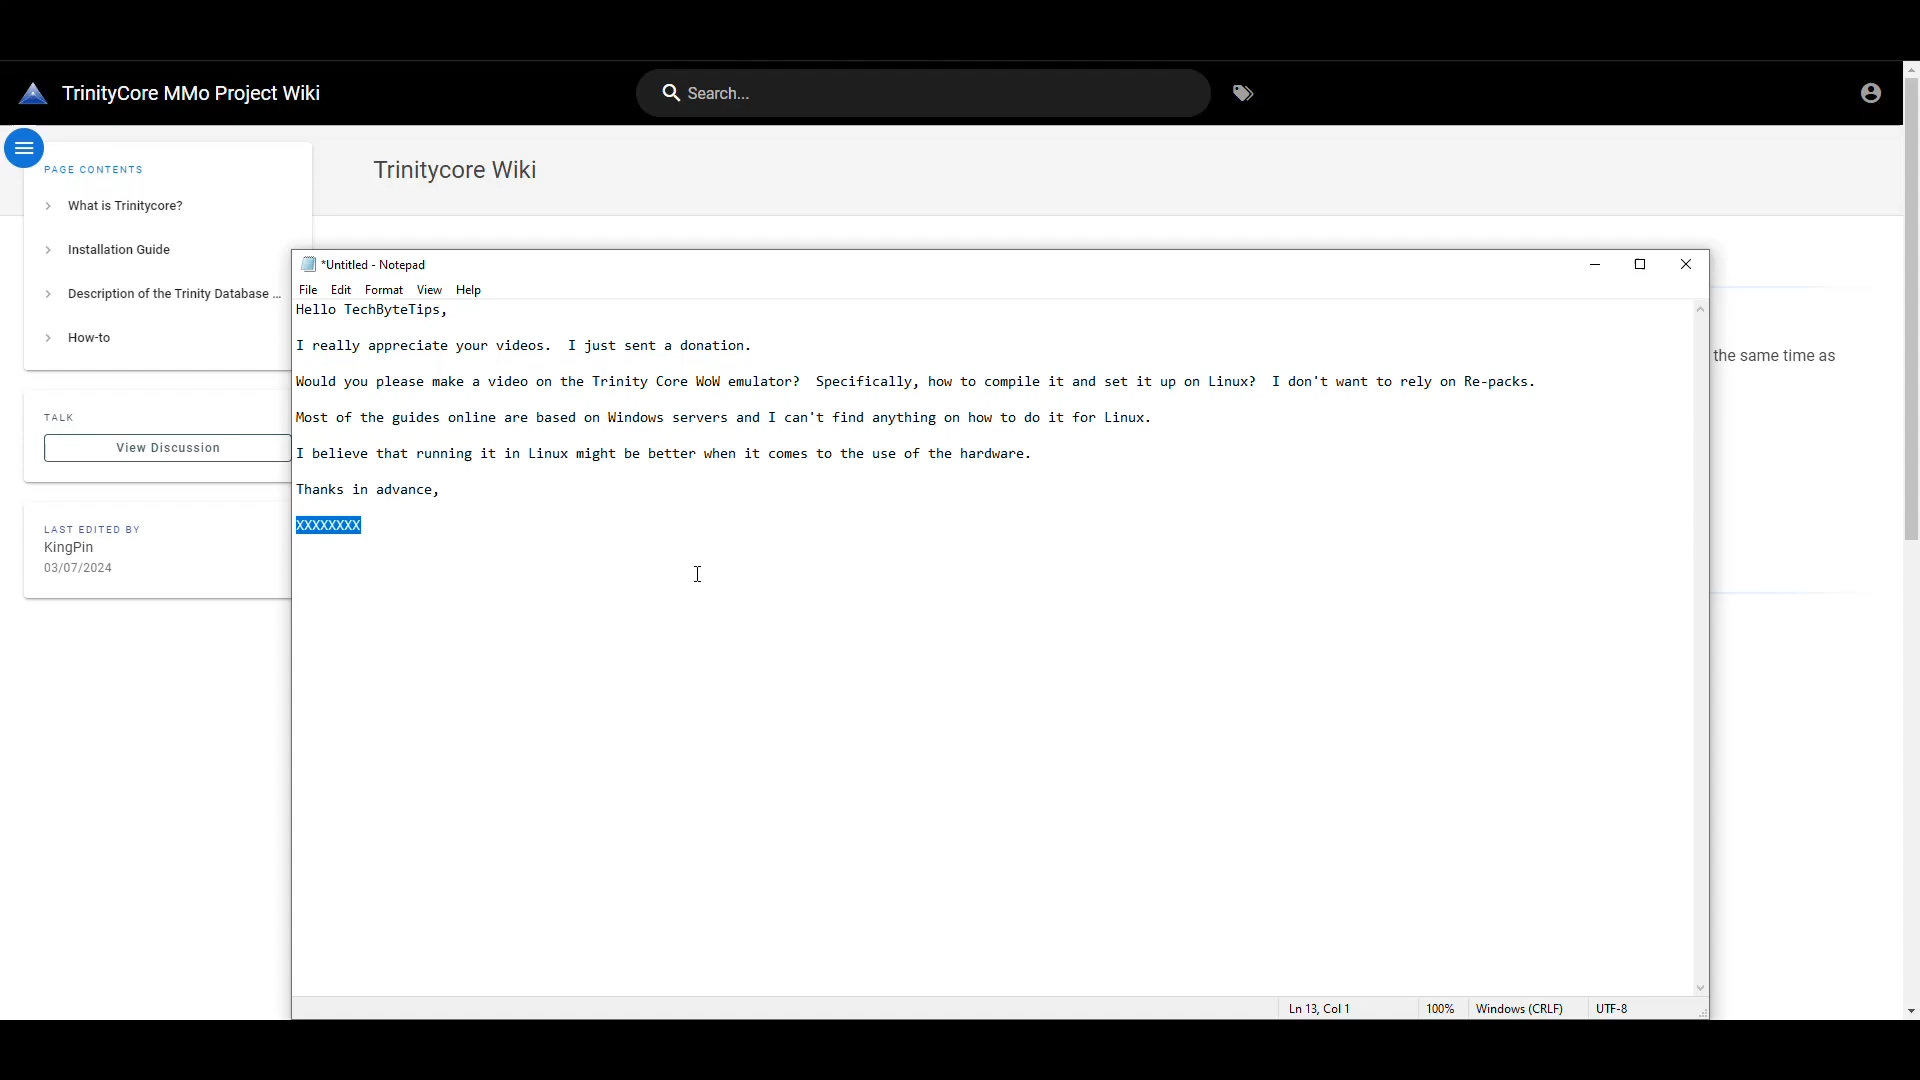 TrinityCore MMo Project Wiki
Search...
PAGE CONTENTS
What is Trinitycore?
Installation Guide
Description of the Trinity Database ...
How-to
TALK
View Discussion
LAST EDITED BY
KingPin
03/07/2024
Trinitycore Wiki
the same time as
*Untitled - Notepad
File Edit Format View Help
Hello TechByteTips,
I really appreciate your videos.  I just sent a donation.
Would you please make a video on the Trinity Core WoW emulator?  Specifically, how to compile it and set it up on Linux?  I don't want to rely on Re-packs.
Most of the guides online are based on Windows servers and I can't find anything on how to do it for Linux.
I believe that running it in Linux might be better when it comes to the use of the hardware.
Thanks in advance,
XXXXXXXX
Ln 13, Col 1 100% Windows (CRLF) UTF-8